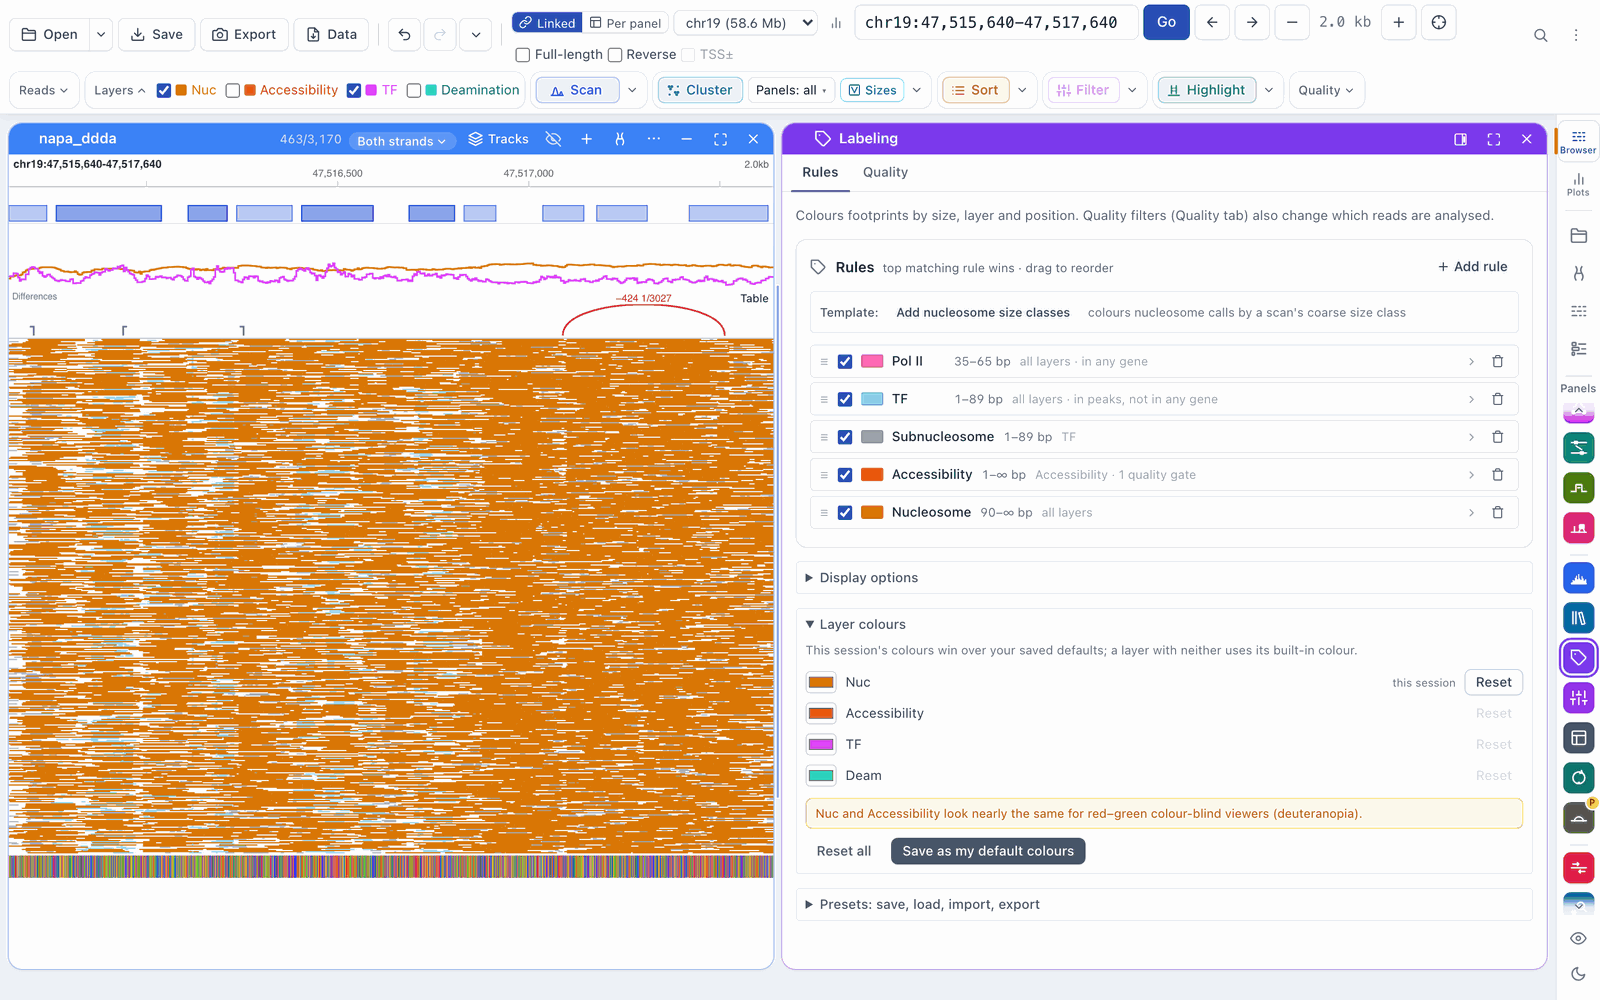 Open
Save
Export
Data
Linked
Per panel
chr19 (58.6 Mb)
chr19:47,515,640–47,517,640
Go
2.0 kb
Full-length
Reverse
TSS±
Reads
Layers
Nuc
Accessibility
TF
Deamination
Scan
Cluster
Panels: all
Sizes
Sort
Filter
Highlight
Quality
napa_ddda
463/3,170
Both strands
Tracks
chr19:47,515,640-47,517,640
2.0kb
47,516,500
47,517,000
Differences
−424 1/3027
Table
Labeling
Rules
Quality
Colours footprints by size, layer and position. Quality filters (Quality tab) also change which reads are analysed.
Rules top matching rule wins · drag to reorder
+ Add rule
Template: Add nucleosome size classes colours nucleosome calls by a scan's coarse size class
Pol II 35–65 bp all layers · in any gene
TF 1–89 bp all layers · in peaks, not in any gene
Subnucleosome 1–89 bp TF
Accessibility 1–∞ bp Accessibility · 1 quality gate
Nucleosome 90–∞ bp all layers
Display options
Layer colours
This session's colours win over your saved defaults; a layer with neither uses its built-in colour.
Nuc this session Reset
Accessibility Reset
TF Reset
Deam Reset
Nuc and Accessibility look nearly the same for red–green colour-blind viewers (deuteranopia).
Reset all Save as my default colours
Presets: save, load, import, export
Browser
Plots
Panels
P